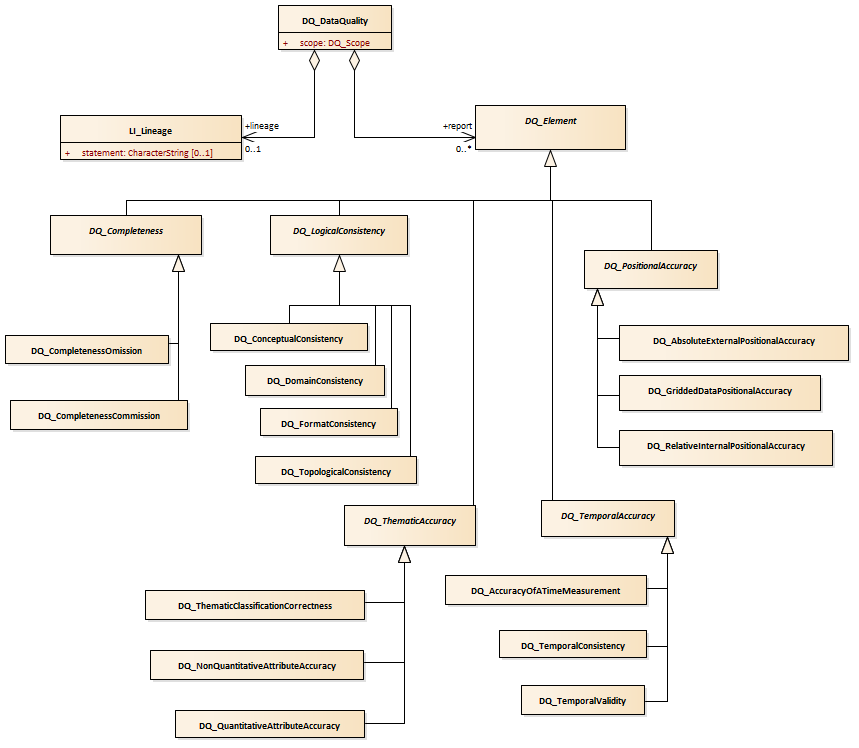 DQ_DataQuality
+ scope: DQ_Scope
LI_Lineage
+ statement: CharacterString [0..1]
+lineage
0..1
+report
0..*
DQ_Element
DQ_Completeness
DQ_LogicalConsistency
DQ_PositionalAccuracy
DQ_CompletenessOmission
DQ_CompletenessCommission
DQ_ConceptualConsistency
DQ_DomainConsistency
DQ_FormatConsistency
DQ_TopologicalConsistency
DQ_AbsoluteExternalPositionalAccuracy
DQ_GriddedDataPositionalAccuracy
DQ_RelativeInternalPositionalAccuracy
DQ_ThematicAccuracy
DQ_TemporalAccuracy
DQ_ThematicClassificationCorrectness
DQ_NonQuantitativeAttributeAccuracy
DQ_QuantitativeAttributeAccuracy
DQ_AccuracyOfATimeMeasurement
DQ_TemporalConsistency
DQ_TemporalValidity